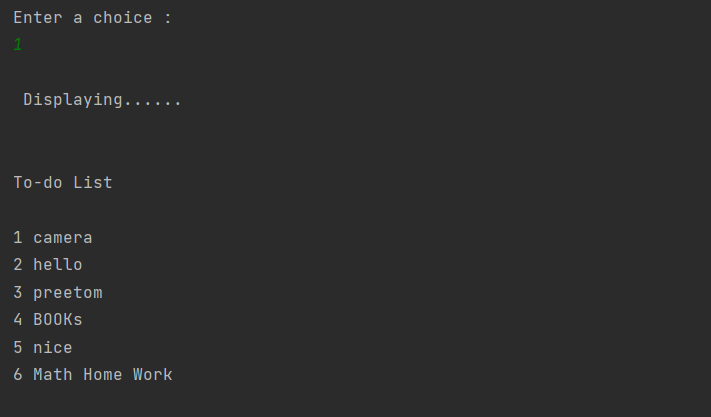 Enter a choice :
1
Displaying......
To-do List
1 camera
2 hello
3 preetom
4 BOOKs
5 nice
6 Math Home Work